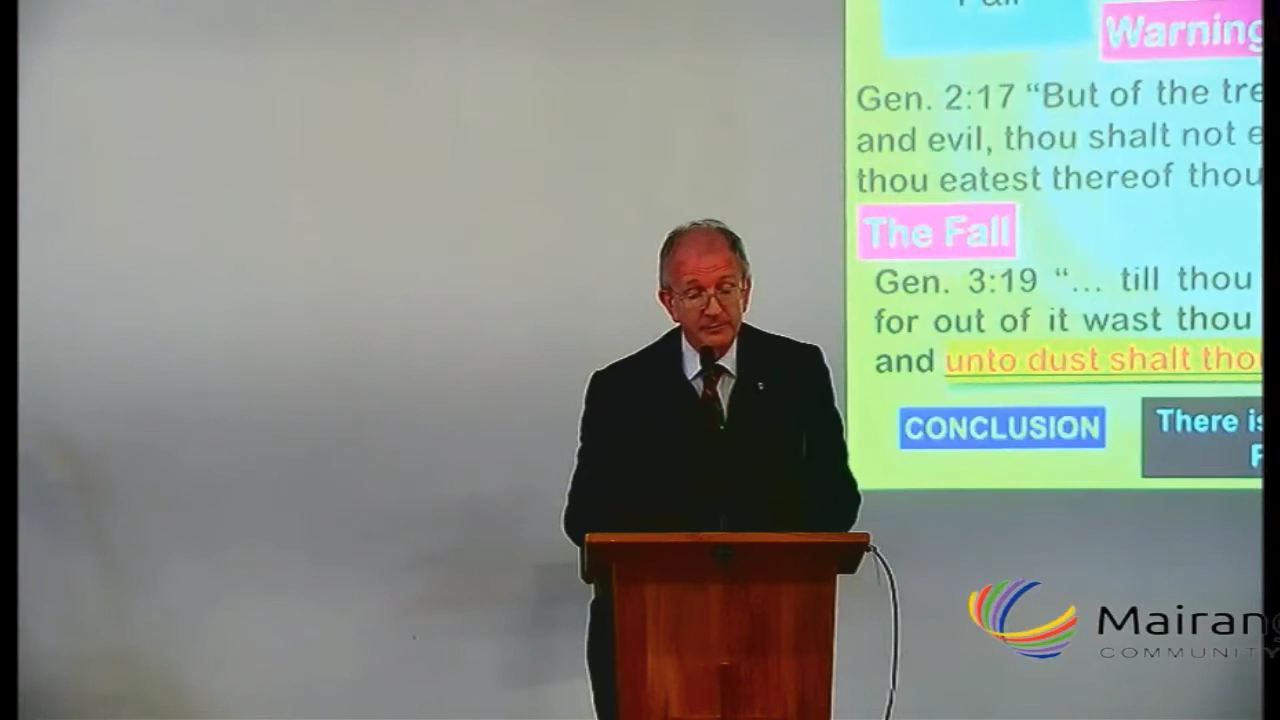 Warning
Gen. 2:17 “But of the tre
and evil, thou shalt not e
thou eatest thereof thou
The Fall
Gen. 3:19 “... till thou
for out of it wast thou
and unto dust shalt tho
CONCLUSION
There is
Mairan
COMMUNITY